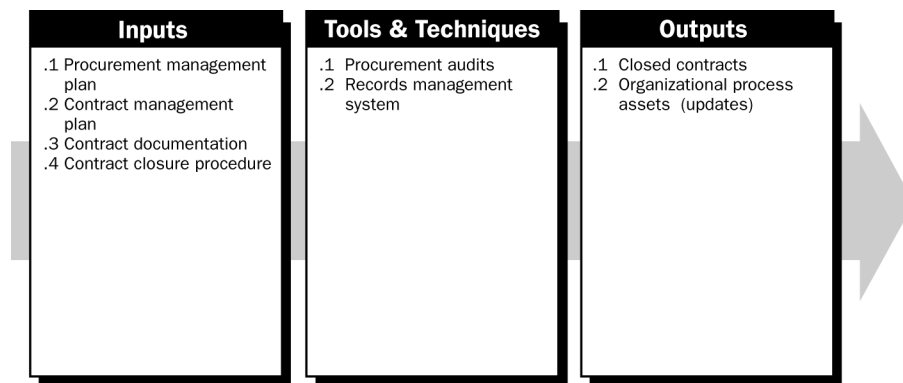 Inputs
.1 Procurement management
plan
.2 Contract management
plan
.3 Contract documentation
.4 Contract closure procedure
Tools & Techniques
.1 Procurement audits
.2 Records management
system
Outputs
.1 Closed contracts
.2 Organizational process
assets (updates)